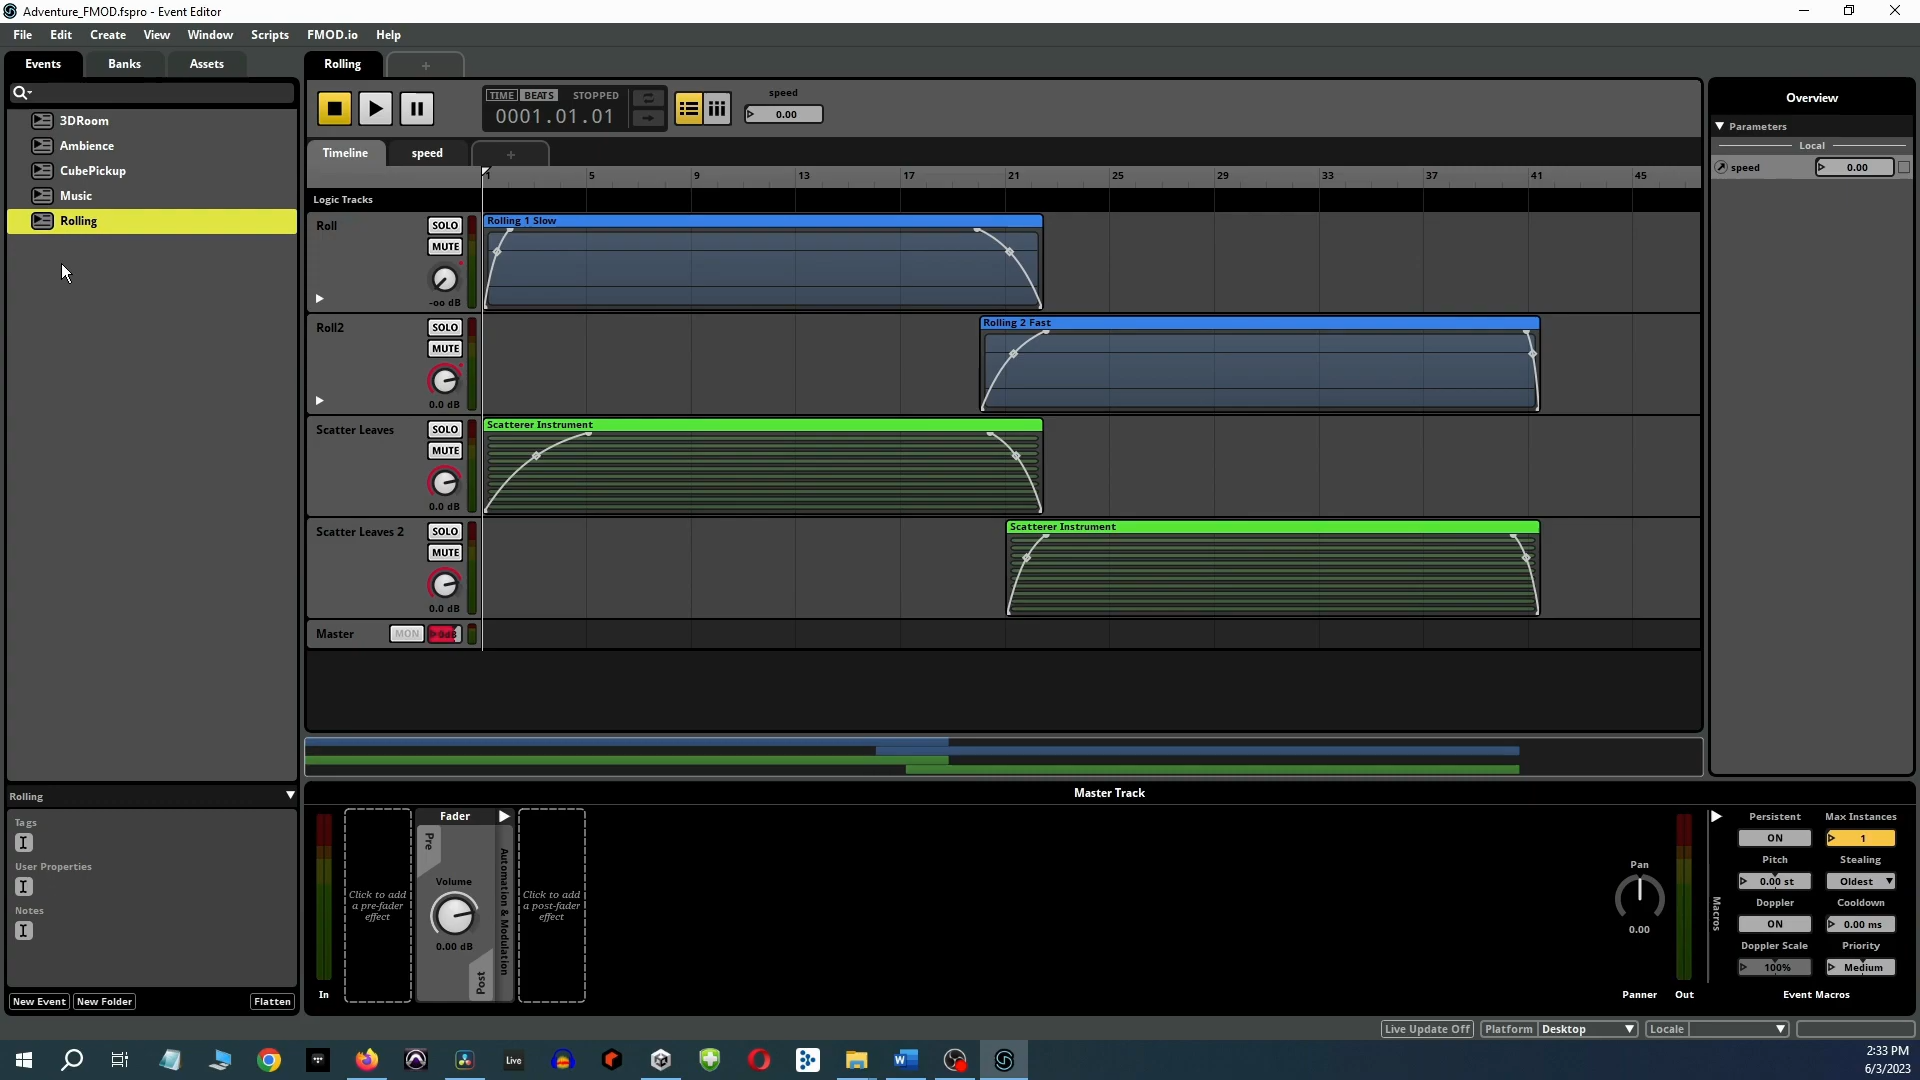 Adventure_FMOD.fspro - Event Editor
File Edit Create View Window Scripts FMOD.io Help
Events Banks Assets
Rolling +
3DRoom
Ambience
CubePickup
Music
Rolling
TIME BEATS STOPPED
0001.01.01
speed
0.00
Timeline speed +
1 5 9 13 17 21 25 29 33 37 41 45
Logic Tracks
Roll
SOLO
MUTE
-oo dB
Rolling 1 Slow
Roll2
SOLO
MUTE
0.0 dB
Rolling 2 Fast
Scatter Leaves
SOLO
MUTE
0.0 dB
Scatterer Instrument
Scatter Leaves 2
SOLO
MUTE
0.0 dB
Scatterer Instrument
Master MON 0dB
Overview
Parameters
Local
speed 0.00
Rolling
Tags
User Properties
Notes
New Event New Folder Flatten
Master Track
In
Click to add
a pre-fader
effect
Fader
Pre
Volume
0.00 dB
Post
Automation & Modulation
Click to add
a post-fader
effect
Pan
0.00
Panner
Out
Macros
Persistent Max Instances
ON 1
Pitch Stealing
0.00 st Oldest
Doppler Cooldown
ON 0.00 ms
Doppler Scale Priority
100% Medium
Event Macros
Live Update Off Platform Desktop Locale
Live
2:33 PM
6/3/2023